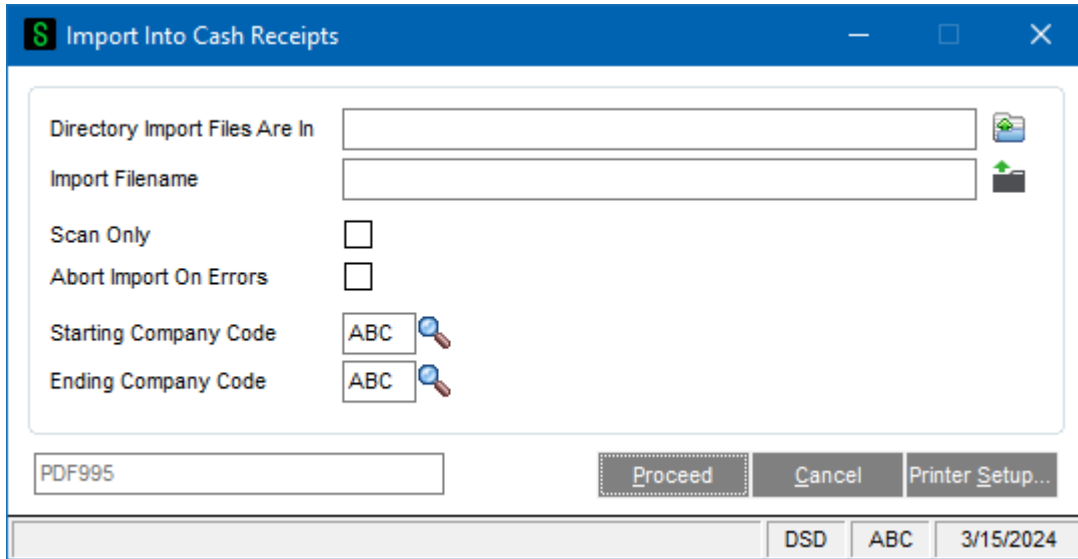 S Import Into Cash Receipts
Directory Import Files Are In
Import Filename
Scan Only
Abort Import On Errors
Starting Company Code ABC
Ending Company Code ABC
PDF995 Proceed Cancel Printer Setup...
DSD ABC 3/15/2024